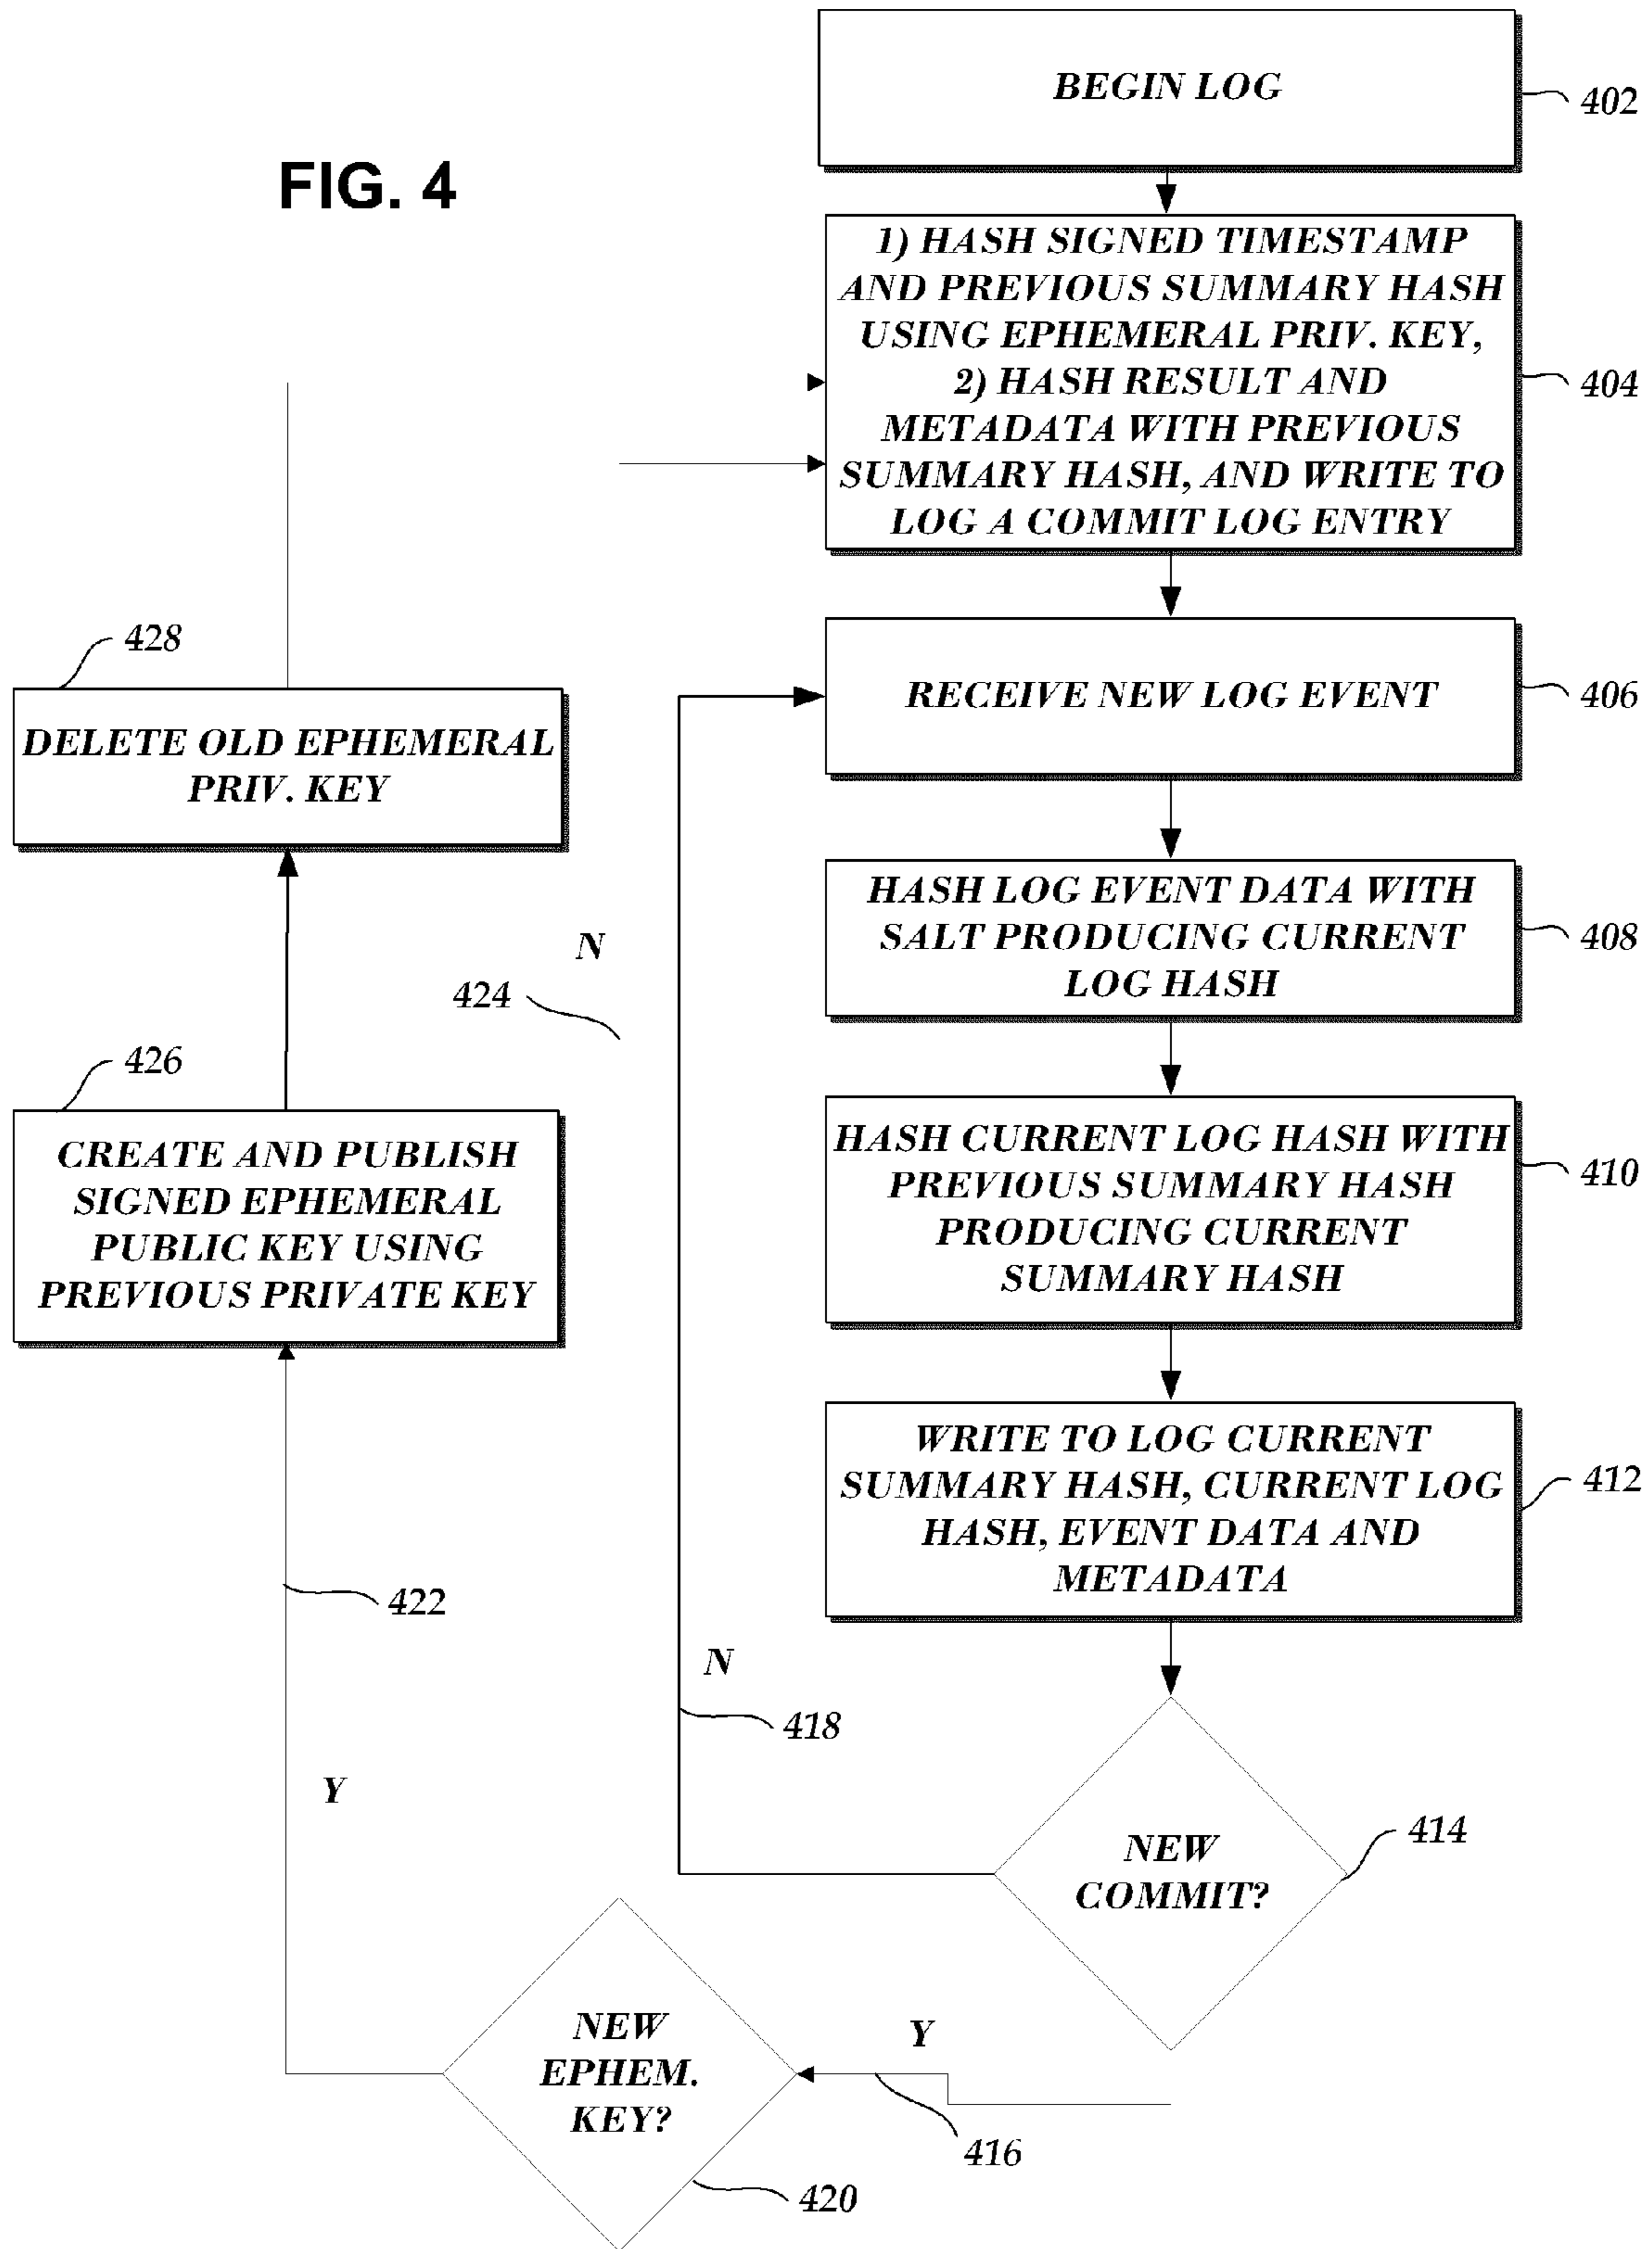 FIG. 4
BEGIN LOG
402
1) HASH SIGNED TIMESTAMP
AND PREVIOUS SUMMARY HASH
USING EPHEMERAL PRIV. KEY,
2) HASH RESULT AND
METADATA WITH PREVIOUS
SUMMARY HASH, AND WRITE TO
LOG A COMMIT LOG ENTRY
404
RECEIVE NEW LOG EVENT
406
HASH LOG EVENT DATA WITH
SALT PRODUCING CURRENT
LOG HASH
408
HASH CURRENT LOG HASH WITH
PREVIOUS SUMMARY HASH
PRODUCING CURRENT
SUMMARY HASH
410
WRITE TO LOG CURRENT
SUMMARY HASH, CURRENT LOG
HASH, EVENT DATA AND
METADATA
412
NEW
COMMIT?
414
N
418
Y
416
NEW
EPHEM.
KEY?
420
Y
422
N
424
CREATE AND PUBLISH
SIGNED EPHEMERAL
PUBLIC KEY USING
PREVIOUS PRIVATE KEY
426
DELETE OLD EPHEMERAL
PRIV. KEY
428